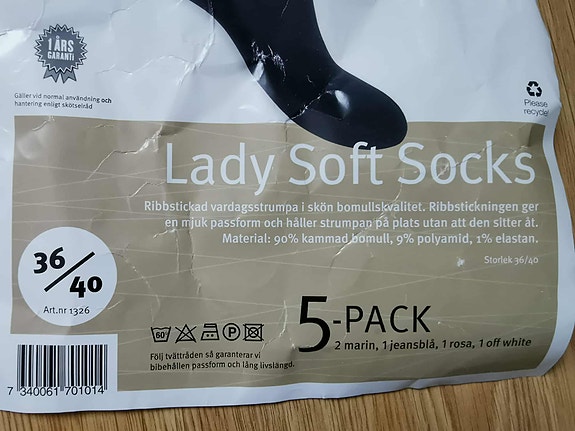 1 ÅRS
GARANTI
Gäller vid normal användning och
hantering enligt skötselråd
Please
recycle!
Lady Soft Socks
Ribbstickad vardagsstrumpa i skön bomullskvalitet. Ribbstickningen ger
en mjuk passform och håller strumpan på plats utan att den sitter åt.
Material: 90% kammad bomull, 9% polyamid, 1% elastan.
Storlek 36/40
36/40
Art.nr 1326
5-PACK
2 marin, 1 jeansblå, 1 rosa, 1 off white
60 P
Följ tvättråden så garanterar vi
bibehållen passform och lång livslängd.
7 340061 701014